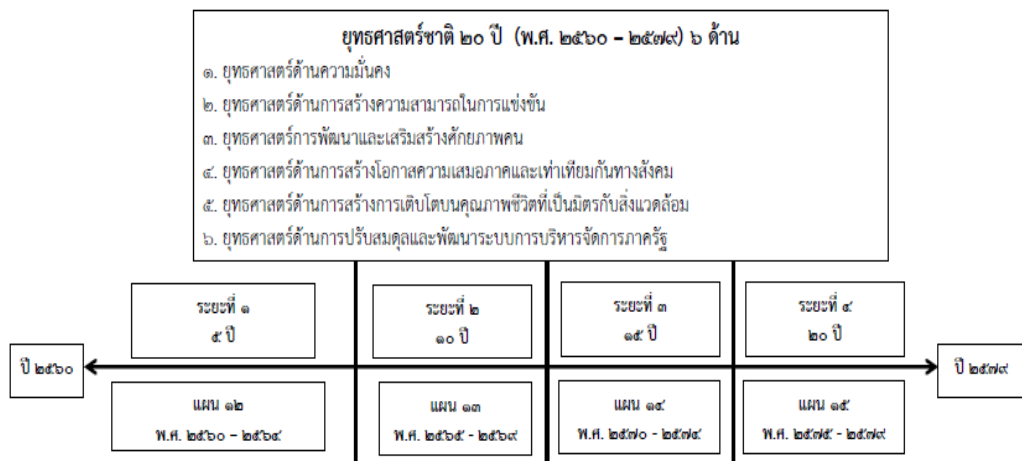 ยุทธศาสตร์ชาติ ๒๐ ปี (พ.ศ. ๒๕๖๐ – ๒๕๗๙) ๖ ด้าน
๑. ยุทธศาสตร์ด้านความมั่นคง
๒. ยุทธศาสตร์ด้านการสร้างความสามารถในการแข่งขัน
๓. ยุทธศาสตร์การพัฒนาและเสริมสร้างศักยภาพคน
๔. ยุทธศาสตร์ด้านการสร้างโอกาสความเสมอภาคและเท่าเทียมกันทางสังคม
๕. ยุทธศาสตร์ด้านการสร้างการเติบโตบนคุณภาพชีวิตที่เป็นมิตรกับสิ่งแวดล้อม
๖. ยุทธศาสตร์ด้านการปรับสมดุลและพัฒนาระบบการบริหารจัดการภาครัฐ
ระยะที่ ๑
๕ ปี
ระยะที่ ๒
๑๐ ปี
ระยะที่ ๓
๑๕ ปี
ระยะที่ ๔
๒๐ ปี
ปี ๒๕๖๐
ปี ๒๕๗๙
แผน ๑๒
พ.ศ. ๒๕๖๐ – ๒๕๖๔
แผน ๑๓
พ.ศ. ๒๕๖๕ - ๒๕๖๙
แผน ๑๔
พ.ศ. ๒๕๗๐ - ๒๕๗๔
แผน ๑๕
พ.ศ. ๒๕๗๕ - ๒๕๗๙